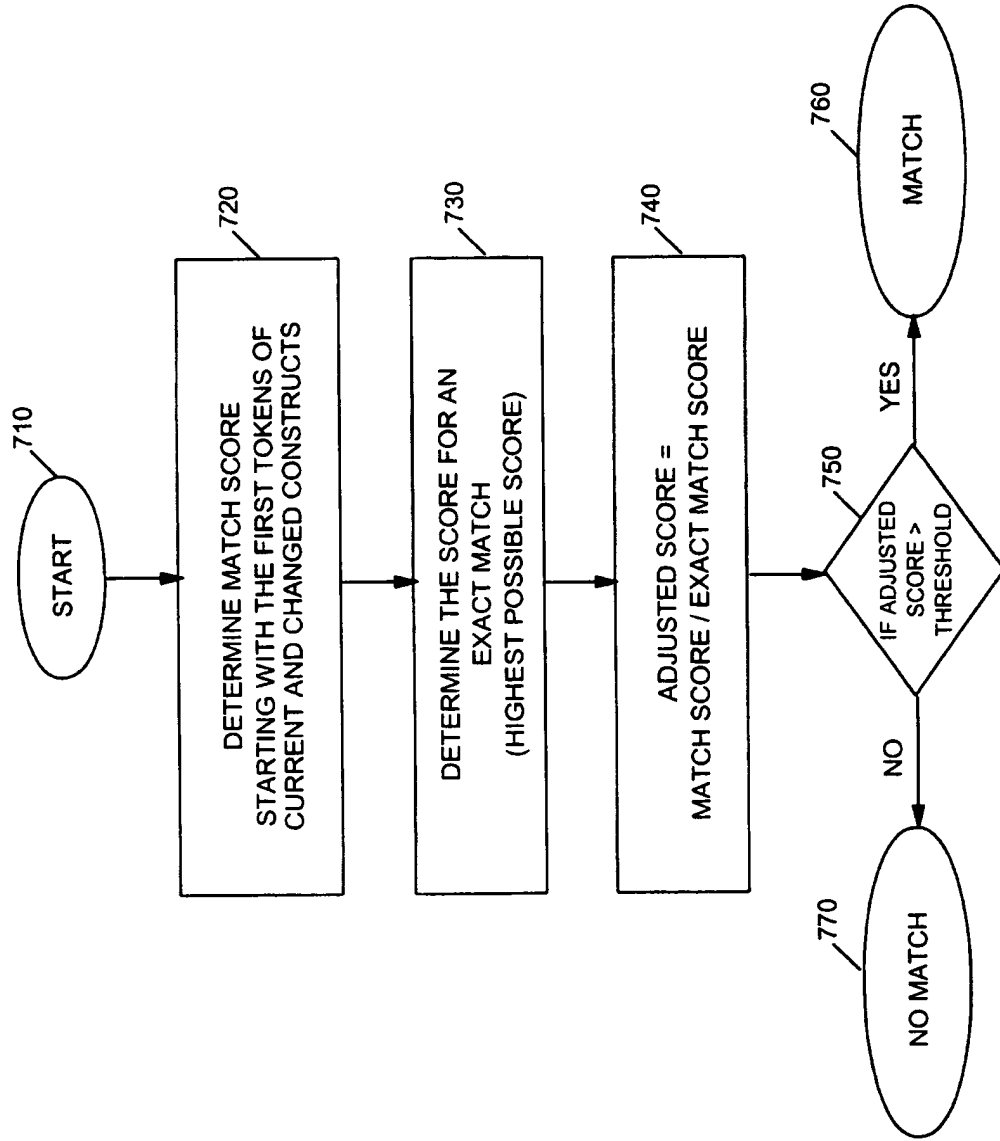 710
START
720
DETERMINE MATCH SCORE
STARTING WITH THE FIRST TOKENS OF
CURRENT AND CHANGED CONSTRUCTS
730
DETERMINE THE SCORE FOR AN
EXACT MATCH
(HIGHEST POSSIBLE SCORE)
740
ADJUSTED SCORE =
MATCH SCORE / EXACT MATCH SCORE
750
IF ADJUSTED
SCORE >
THRESHOLD
YES
760
MATCH
NO
770
NO MATCH